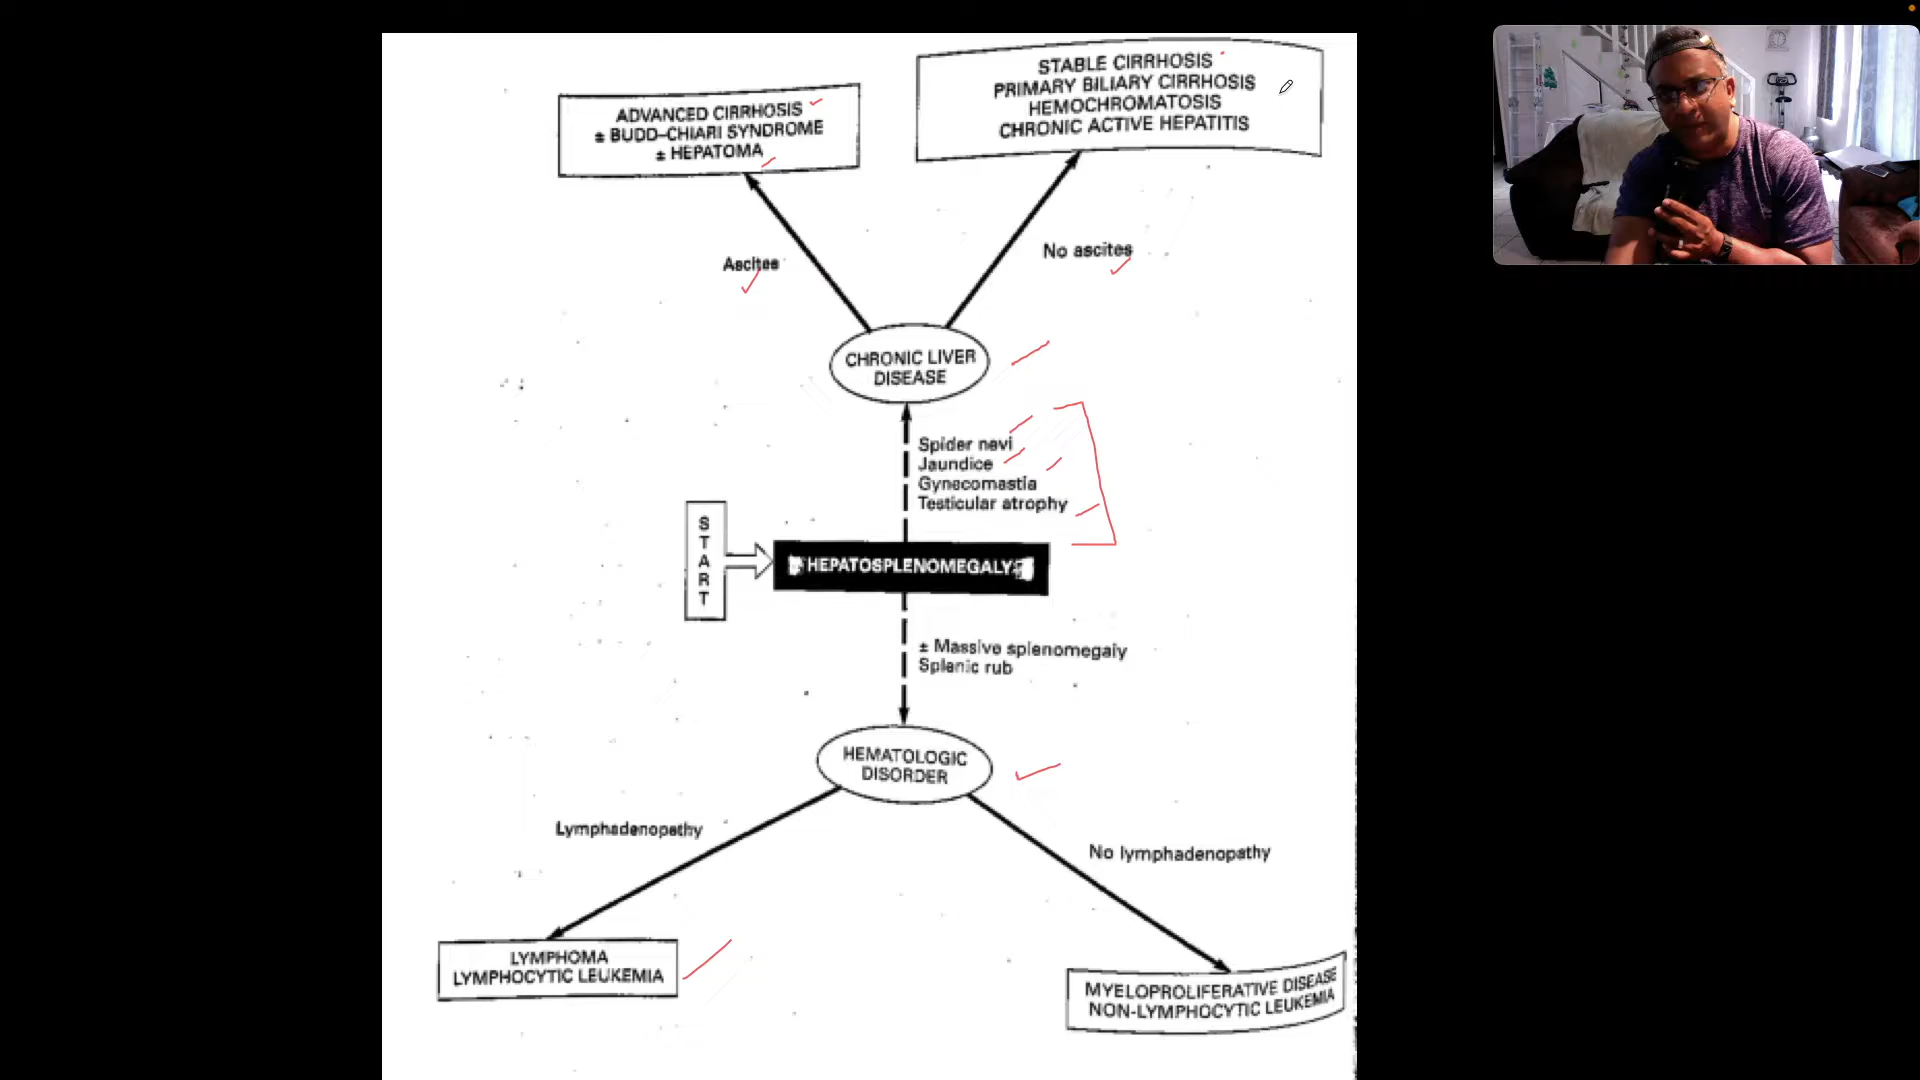 STABLE CIRRHOSIS
PRIMARY BILIARY CIRRHOSIS
HEMOCHROMATOSIS
CHRONIC ACTIVE HEPATITIS
ADVANCED CIRRHOSIS
± BUDD–CHIARI SYNDROME
± HEPATOMA
Ascites
No ascites
CHRONIC LIVER
DISEASE
Spider nevi
Jaundice
Gynecomastia
Testicular atrophy
START
HEPATOSPLENOMEGALY
± Massive splenomegaly
Splenic rub
HEMATOLOGIC
DISORDER
Lymphadenopathy
No lymphadenopathy
LYMPHOMA
LYMPHOCYTIC LEUKEMIA
MYELOPROLIFERATIVE DISEASE
NON-LYMPHOCYTIC LEUKEMIA